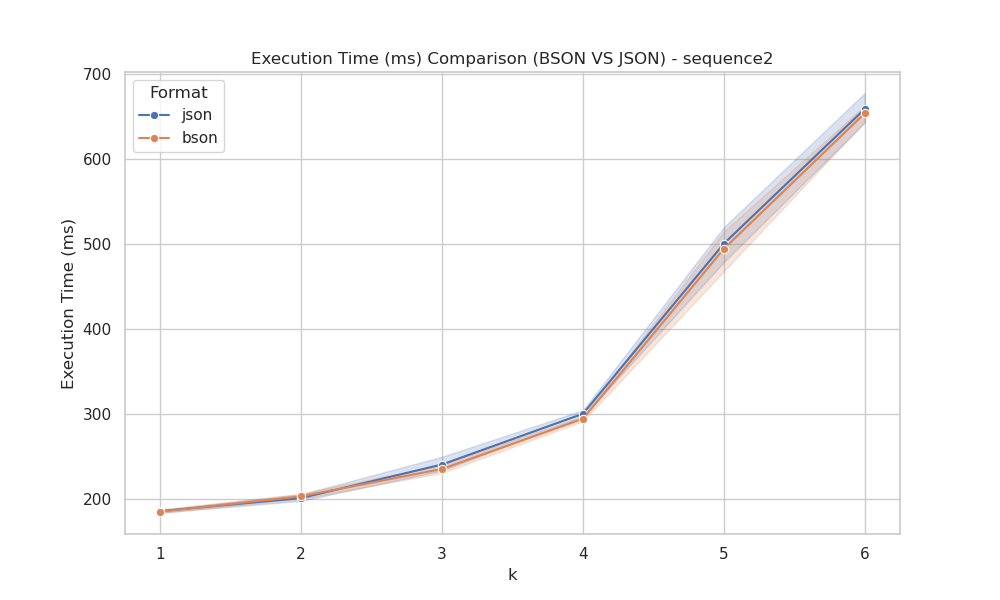 Execution Time (ms) Comparison (BSON VS JSON) - sequence2
Format
json
bson
700
600
500
400
300
200
Execution Time (ms)
1 2 3 4 5 6
k